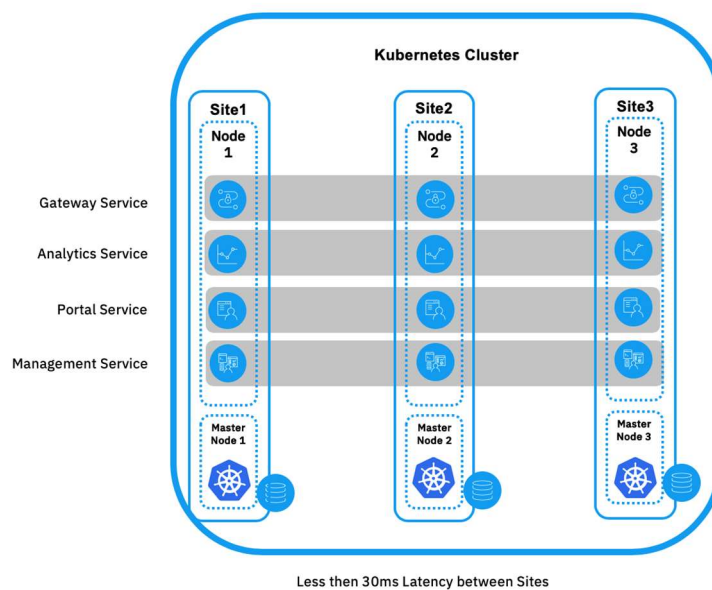 Kubernetes Cluster
Site1
Site2
Site3
Node
1
Node
2
Node
3
Gateway Service
Analytics Service
Portal Service
Management Service
Master
Node 1
Master
Node 2
Master
Node 3
Less then 30ms Latency between Sites